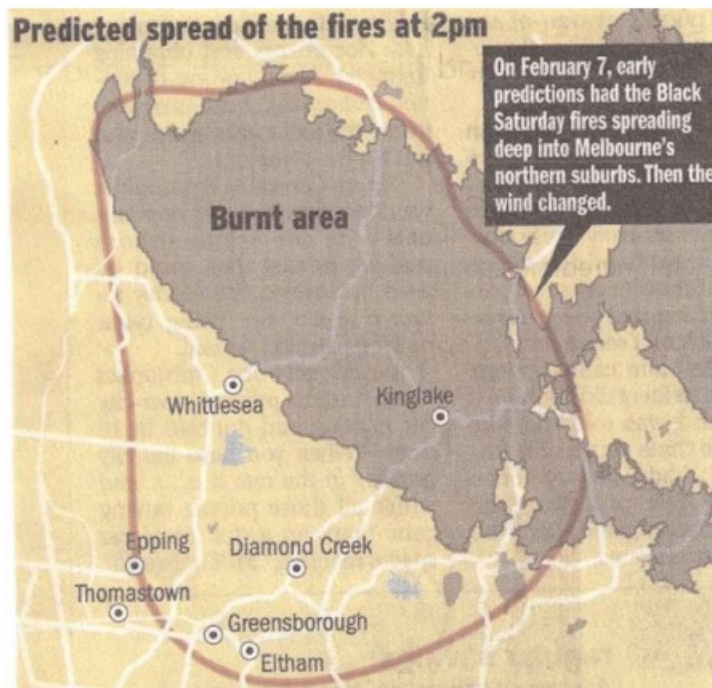 Predicted spread of the fires at 2pm
On February 7, early
predictions had the Black
Saturday fires spreading
deep into Melbourne's
northern suburbs. Then the
wind changed.
Burnt area
Whittlesea
Kinglake
Epping
Diamond Creek
Thomastown
Greensborough
Eltham